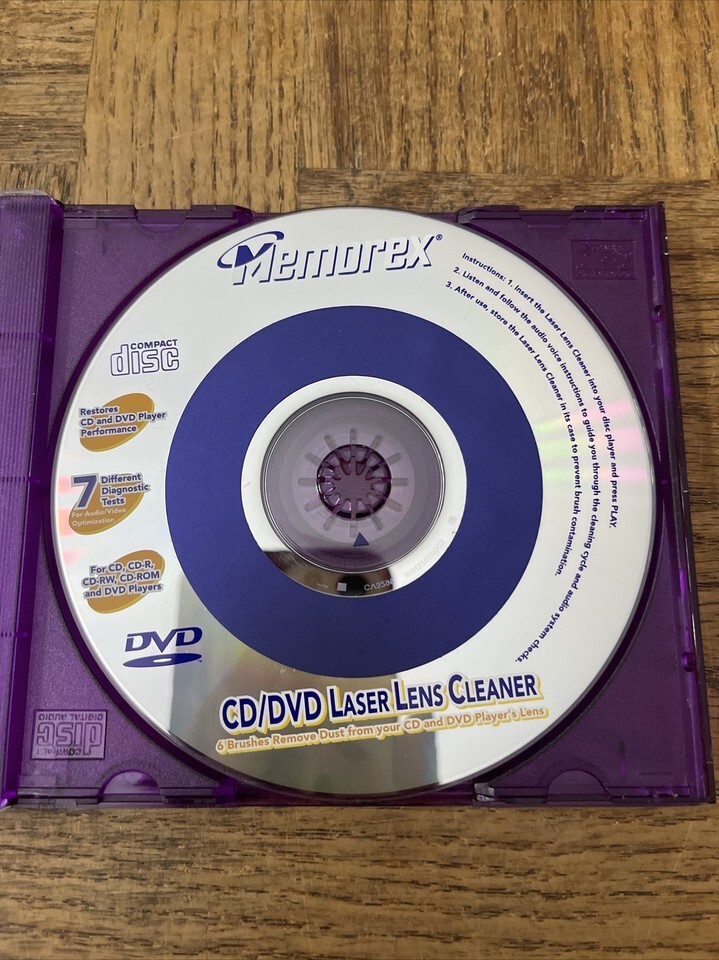 Memorex®
Instructions: 1. Insert the Laser Lens Cleaner into your disc player and press PLAY.
2. Listen and follow the audio voice instructions to guide you through the cleaning cycle and audio system checks.
3. After use, store the Laser Lens Cleaner in its case to prevent brush contamination.
COMPACT
disc
Restores
CD and DVD Player
Performance
7 Different
Diagnostic
Tests
For Audio/Video
Optimization
For CD, CD-R,
CD-RW, CD-ROM
and DVD Players
DVD
CD/DVD LASER LENS CLEANER
6 Brushes Remove Dust from your CD and DVD Player's Lens
disc
DIGITAL AUDIO